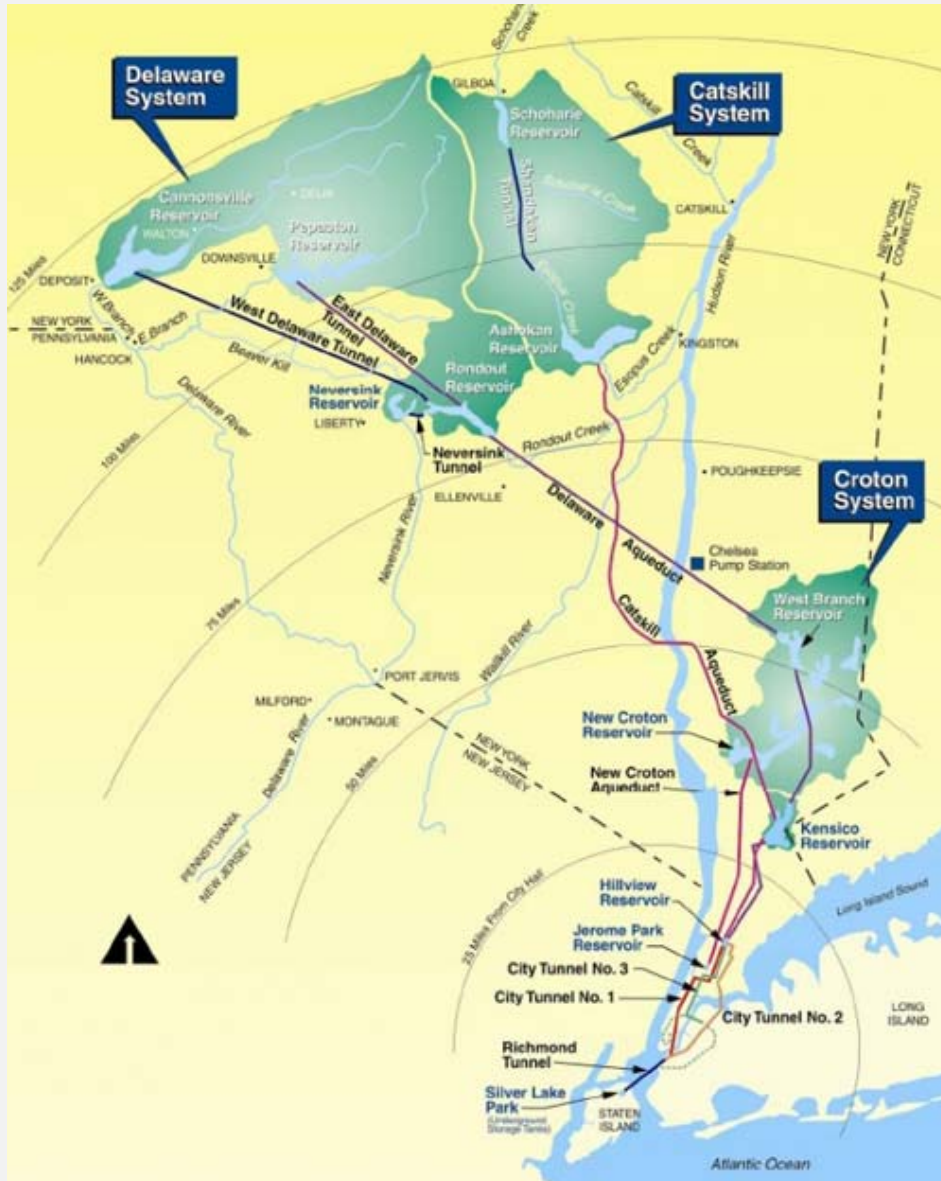 Schoharie
Creek
Delaware
System
GILBOA
Catskill
System
Catskill
Creek
Schoharie
Reservoir
Shandaken
Tunnel
Cannonsville
Reservoir
WALTON
DELHI
Pepaston
Reservoir
CATSKILL
NEW YORK
CONNECTICUT
125 Miles
DOWNSVILLE
DEPOSIT
W.Branch
E.Branch
NEW YORK
PENNSYLVANIA
HANCOCK
West Delaware Tunnel
East Delaware
Tunnel
Beaver Kill
Esopus Creek
Ashokan
Reservoir
Hudson River
Esopus Creek
KINGSTON
Rondout
Reservoir
Neversink
Reservoir
LIBERTY
Delaware River
100 Miles
Neversink
Tunnel
Rondout Creek
ELLENVILLE
POUGHKEEPSIE
Croton
System
Delaware
Aqueduct
Neversink River
Chelsea
Pump Station
West Branch
Reservoir
75 Miles
Catskill
Aqueduct
Wallkill River
PORT JERVIS
MILFORD
MONTAGUE
Delaware River
50 Miles
NEW YORK
NEW JERSEY
New Croton
Reservoir
New Croton
Aqueduct
PENNSYLVANIA
NEW JERSEY
Kensico
Reservoir
25 Miles From City Hall
Hillview
Reservoir
Long Island Sound
Jerome Park
Reservoir
City Tunnel No. 3
City Tunnel No. 1
City Tunnel No. 2
LONG
ISLAND
Richmond
Tunnel
Silver Lake
Park
(Underground
Storage Tanks)
STATEN
ISLAND
Atlantic Ocean